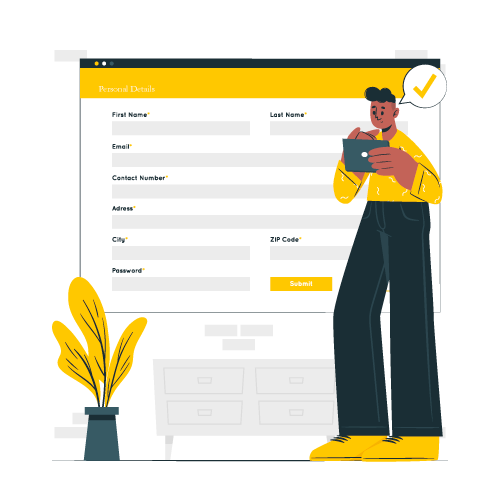 Personal Details
First Name*
Last Name*
Email*
Contact Number*
Adress*
City*
ZIP Code*
Password*
Submit